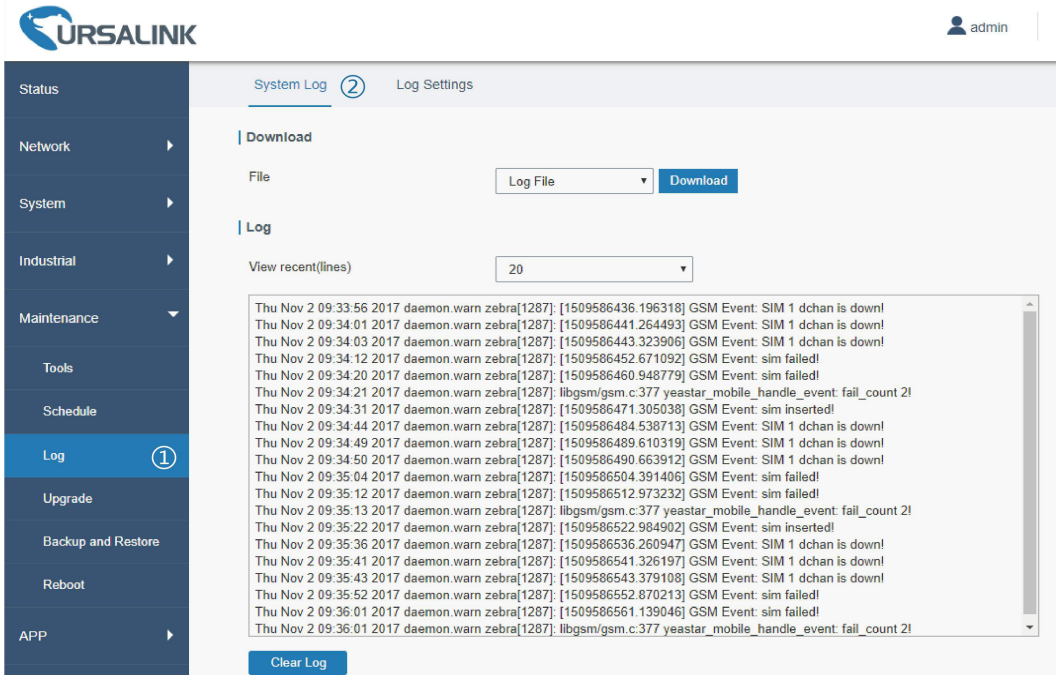 URSALINK
admin
Status
Network
System
Industrial
Maintenance
Tools
Schedule
Log ①
Upgrade
Backup and Restore
Reboot
APP
System Log ② Log Settings
Download
File Log File Download
Log
View recent(lines) 20
Thu Nov 2 09:33:56 2017 daemon.warn zebra[1287]: [1509586436.196318] GSM Event: SIM 1 dchan is down!
Thu Nov 2 09:34:01 2017 daemon.warn zebra[1287]: [1509586441.264493] GSM Event: SIM 1 dchan is down!
Thu Nov 2 09:34:03 2017 daemon.warn zebra[1287]: [1509586443.323906] GSM Event: SIM 1 dchan is down!
Thu Nov 2 09:34:12 2017 daemon.warn zebra[1287]: [1509586452.671092] GSM Event: sim failed!
Thu Nov 2 09:34:20 2017 daemon.warn zebra[1287]: [1509586460.948779] GSM Event: sim failed!
Thu Nov 2 09:34:21 2017 daemon.warn zebra[1287]: libgsm/gsm.c:377 yeastar_mobile_handle_event: fail_count 2!
Thu Nov 2 09:34:31 2017 daemon.warn zebra[1287]: [1509586471.305038] GSM Event: sim inserted!
Thu Nov 2 09:34:44 2017 daemon.warn zebra[1287]: [1509586484.538713] GSM Event: SIM 1 dchan is down!
Thu Nov 2 09:34:49 2017 daemon.warn zebra[1287]: [1509586489.610319] GSM Event: SIM 1 dchan is down!
Thu Nov 2 09:34:50 2017 daemon.warn zebra[1287]: [1509586490.663912] GSM Event: SIM 1 dchan is down!
Thu Nov 2 09:35:04 2017 daemon.warn zebra[1287]: [1509586504.391406] GSM Event: sim failed!
Thu Nov 2 09:35:12 2017 daemon.warn zebra[1287]: [1509586512.973232] GSM Event: sim failed!
Thu Nov 2 09:35:13 2017 daemon.warn zebra[1287]: libgsm/gsm.c:377 yeastar_mobile_handle_event: fail_count 2!
Thu Nov 2 09:35:22 2017 daemon.warn zebra[1287]: [1509586522.984902] GSM Event: sim inserted!
Thu Nov 2 09:35:36 2017 daemon.warn zebra[1287]: [1509586536.260947] GSM Event: SIM 1 dchan is down!
Thu Nov 2 09:35:41 2017 daemon.warn zebra[1287]: [1509586541.326197] GSM Event: SIM 1 dchan is down!
Thu Nov 2 09:35:43 2017 daemon.warn zebra[1287]: [1509586543.379108] GSM Event: SIM 1 dchan is down!
Thu Nov 2 09:35:52 2017 daemon.warn zebra[1287]: [1509586552.870213] GSM Event: sim failed!
Thu Nov 2 09:36:01 2017 daemon.warn zebra[1287]: [1509586561.139046] GSM Event: sim failed!
Thu Nov 2 09:36:01 2017 daemon.warn zebra[1287]: libgsm/gsm.c:377 yeastar_mobile_handle_event: fail_count 2!
Clear Log